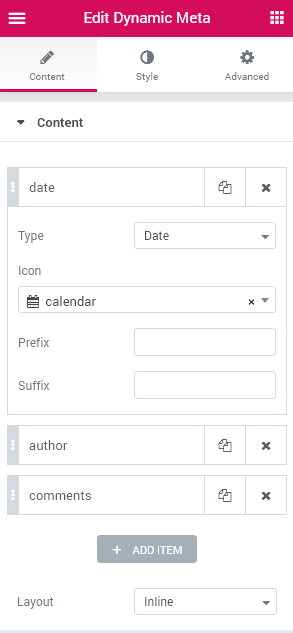 Edit Dynamic Meta
Content Style Advanced
Content
date
Type Date
Icon
calendar
Prefix
Suffix
author
comments
ADD ITEM
Layout Inline